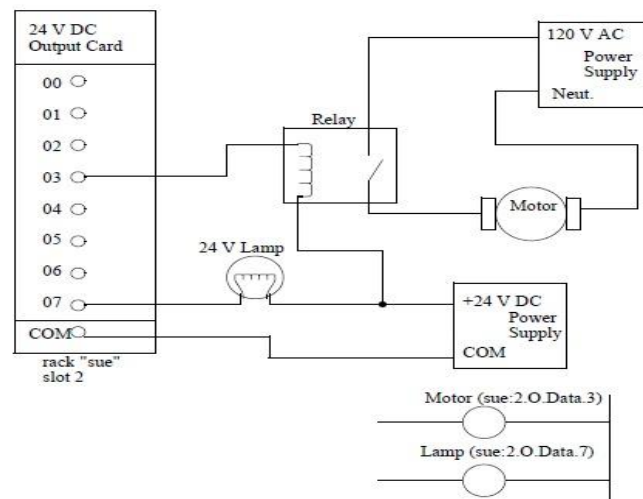 24 V DC
Output Card
00
01
02
03
04
05
06
07
COM
rack "sue"
slot 2
24 V Lamp
Relay
120 V AC
Power
Supply
Neut.
Motor
+24 V DC
Power
Supply
COM
Motor (sue:2.O.Data.3)
Lamp (sue:2.O.Data.7)